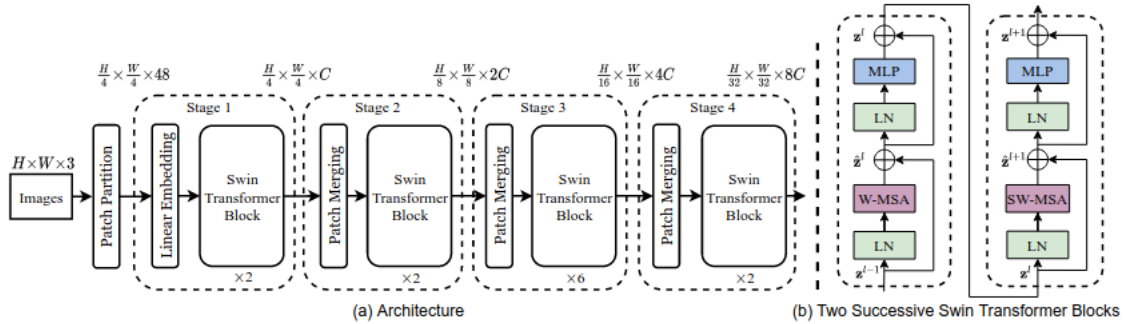 H/4 × W/4 × 48
H/4 × W/4 × C
H/8 × W/8 × 2C
H/16 × W/16 × 4C
H/32 × W/32 × 8C
H×W×3
Images
Patch Partition
Stage 1
Linear Embedding
Swin
Transformer
Block
×2
Stage 2
Patch Merging
Swin
Transformer
Block
×2
Stage 3
Patch Merging
Swin
Transformer
Block
×6
Stage 4
Patch Merging
Swin
Transformer
Block
×2
(a) Architecture
z^l
MLP
LN
ẑ^l
W-MSA
LN
z^{l-1}
z^{l+1}
MLP
LN
ẑ^{l+1}
SW-MSA
LN
z^l
(b) Two Successive Swin Transformer Blocks